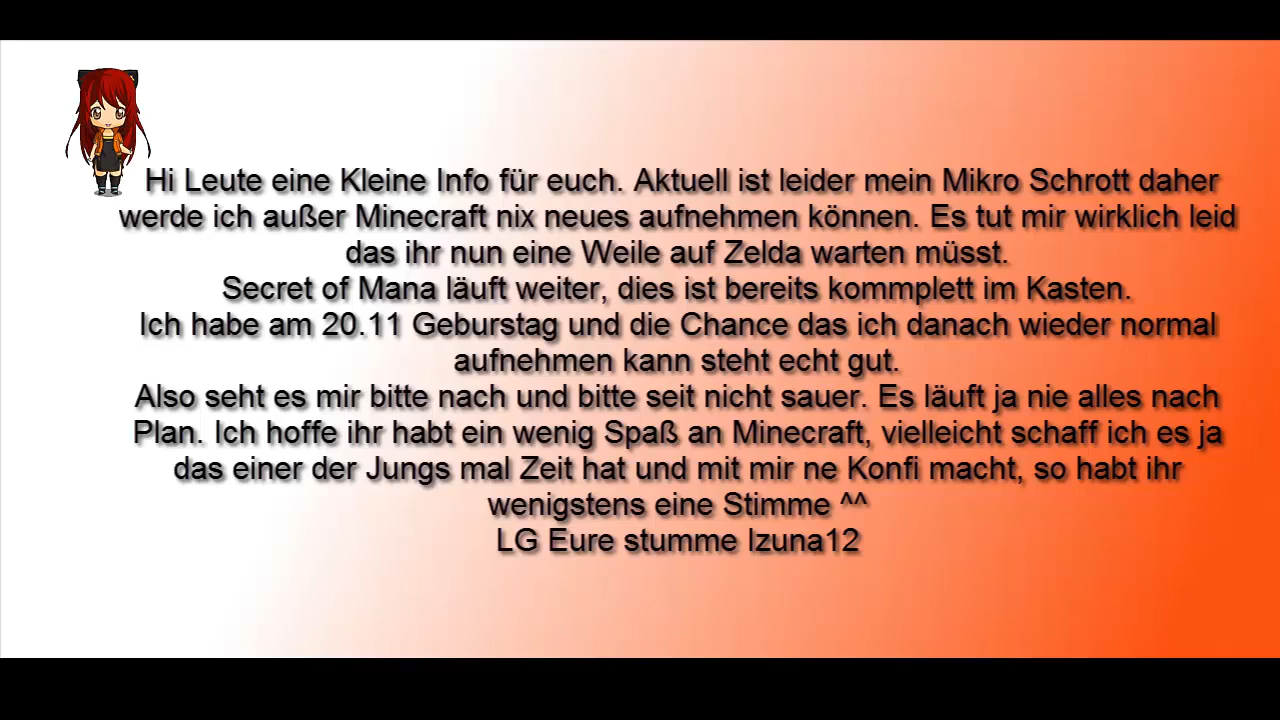 Hi Leute eine Kleine Info für euch. Aktuell ist leider mein Mikro Schrott daher
werde ich außer Minecraft nix neues aufnehmen können. Es tut mir wirklich leid
das ihr nun eine Weile auf Zelda warten müsst.
Secret of Mana läuft weiter, dies ist bereits kommplett im Kasten.
Ich habe am 20.11 Geburstag und die Chance das ich danach wieder normal
aufnehmen kann steht echt gut.
Also seht es mir bitte nach und bitte seit nicht sauer. Es läuft ja nie alles nach
Plan. Ich hoffe ihr habt ein wenig Spaß an Minecraft, vielleicht schaff ich es ja
das einer der Jungs mal Zeit hat und mit mir ne Konfi macht, so habt ihr
wenigstens eine Stimme ^^
LG Eure stumme Izuna12